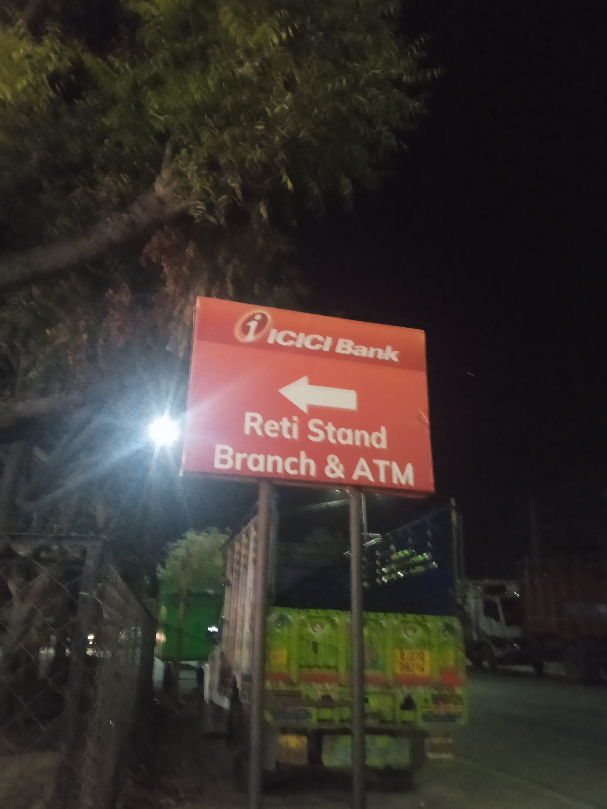 i ICICI Bank
Reti Stand
Branch & ATM